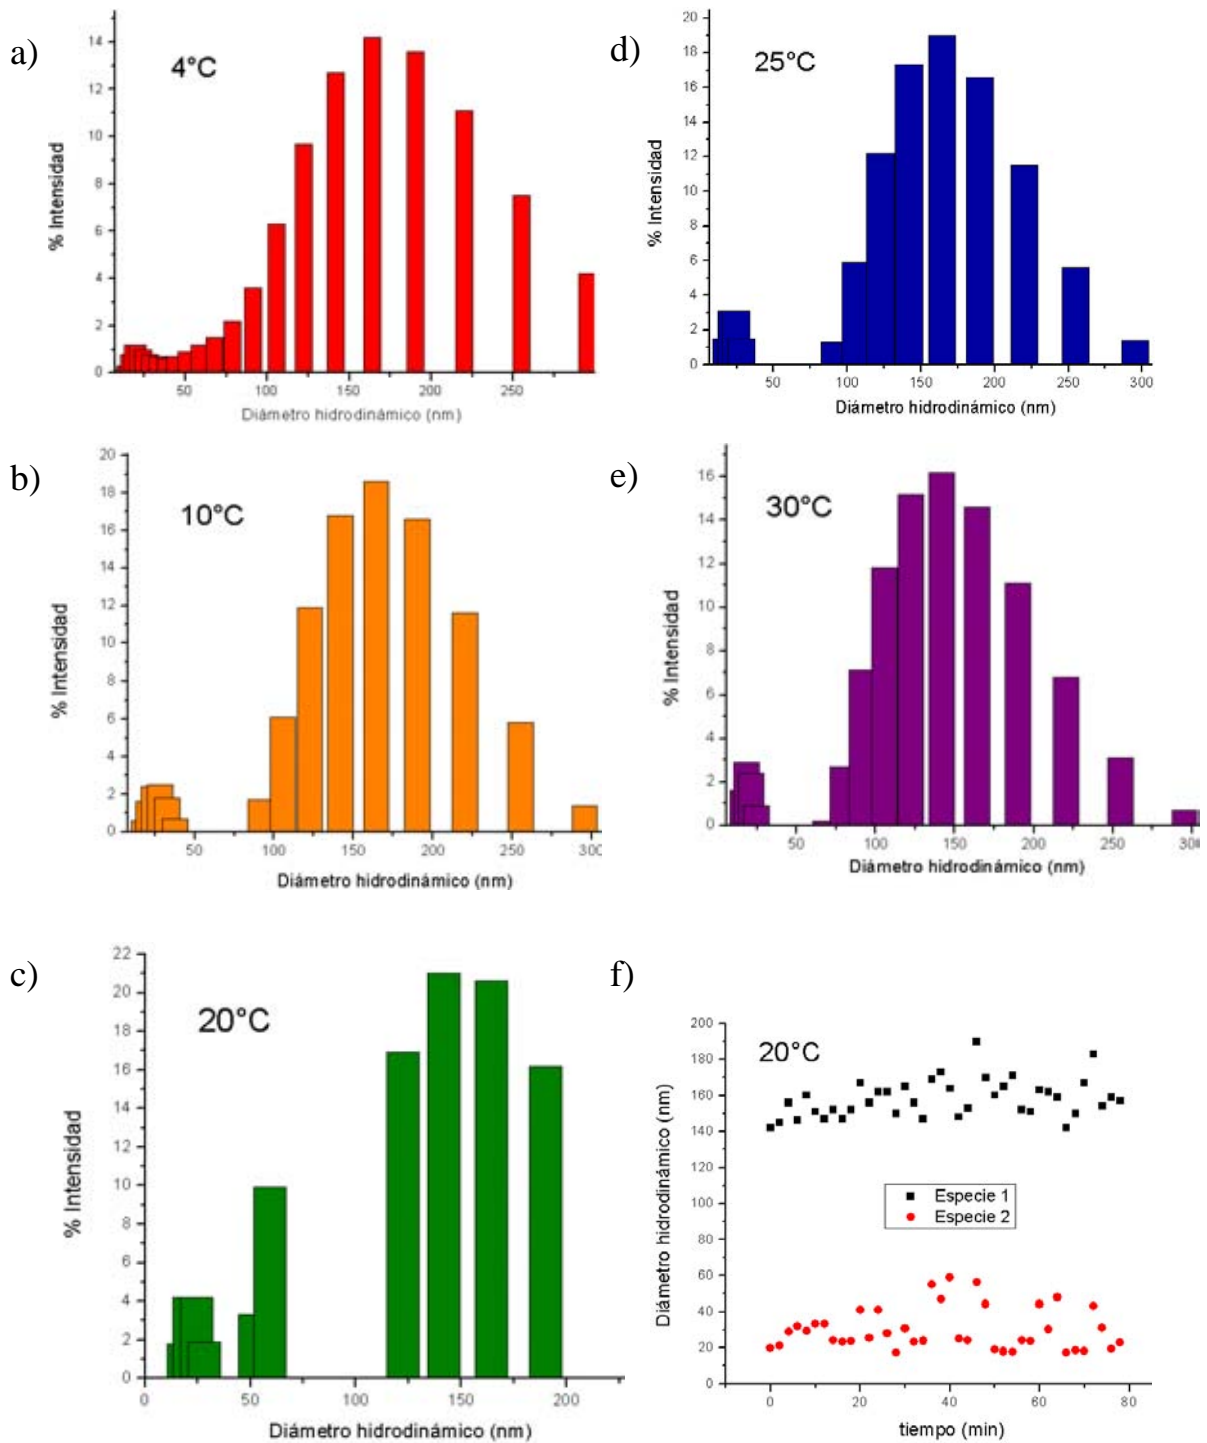 a)
4°C
14
12
10
8
6
4
2
0
% Intensidad
50 100 150 200 250
Diámetro hidrodinámico (nm)
d)
25°C
20
18
16
14
12
10
8
6
4
2
0
% Intensidad
50 100 150 200 250 300
Diámetro hidrodinámico (nm)
b)
10°C
20
18
16
14
12
10
8
6
4
2
0
% Intensidad
50 100 150 200 250 300
Diámetro hidrodinámico (nm)
e)
30°C
16
14
12
10
8
6
4
2
0
% Intensidad
50 100 150 200 250 300
Diámetro hidrodinámico (nm)
c)
20°C
22
20
18
16
14
12
10
8
6
4
2
0
% Intensidad
0 50 100 150 200
Diámetro hidrodinámico (nm)
f)
20°C
200
180
160
140
120
100
80
60
40
20
0
Diámetro hidrodinámico (nm)
Especie 1
Especie 2
0 20 40 60 80
tiempo (min)